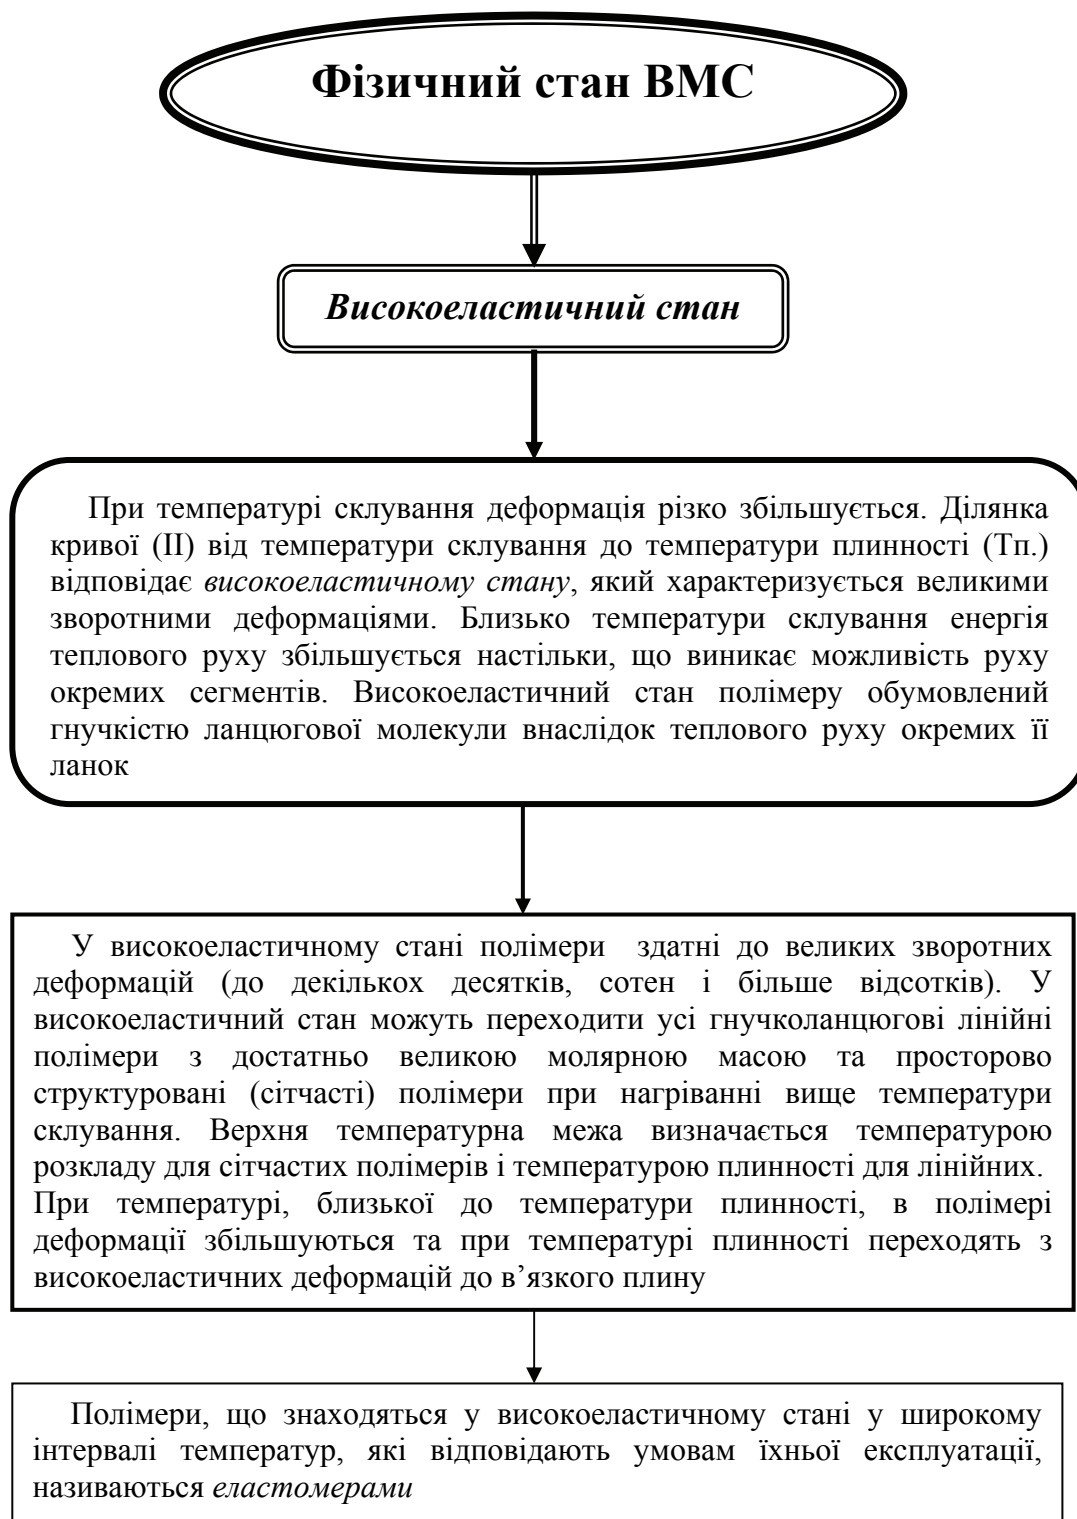 Фізичний стан ВМС
Високоеластичний стан
При температурі склування деформація різко збільшується. Ділянка
кривої (II) від температури склування до температури плинності (Тп.)
відповідає високоеластичному стану, який характеризується великими
зворотними деформаціями. Близько температури склування енергія
теплового руху збільшується настільки, що виникає можливість руху
окремих сегментів. Високоеластичний стан полімеру обумовлений
гнучкістю ланцюгової молекули внаслідок теплового руху окремих її
ланок
У високоеластичному стані полімери здатні до великих зворотних
деформацій (до декількох десятків, сотен і більше відсотків). У
високоеластичний стан можуть переходити усі гнучколанцюгові лінійні
полімери з достатньо великою молярною масою та просторово
структуровані (сітчасті) полімери при нагріванні вище температури
склування. Верхня температурна межа визначається температурою
розкладу для сітчастих полімерів і температурою плинності для лінійних.
При температурі, близької до температури плинності, в полімері
деформації збільшуються та при температурі плинності переходять з
високоеластичних деформацій до в’язкого плину
Полімери, що знаходяться у високоеластичному стані у широкому
інтервалі температур, які відповідають умовам їхньої експлуатації,
називаються еластомерами